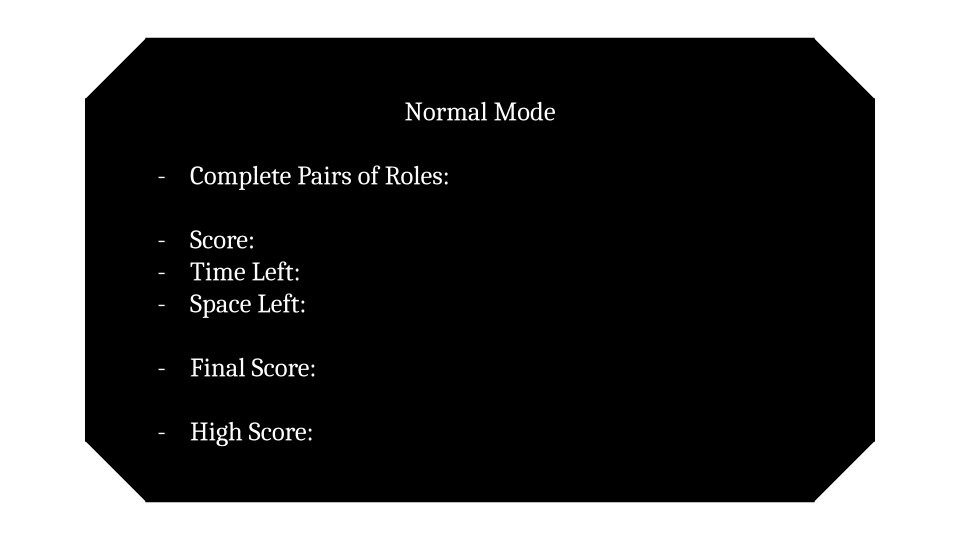 Normal Mode
- Complete Pairs of Roles:
- Score:
- Time Left:
- Space Left:
- Final Score:
- High Score: